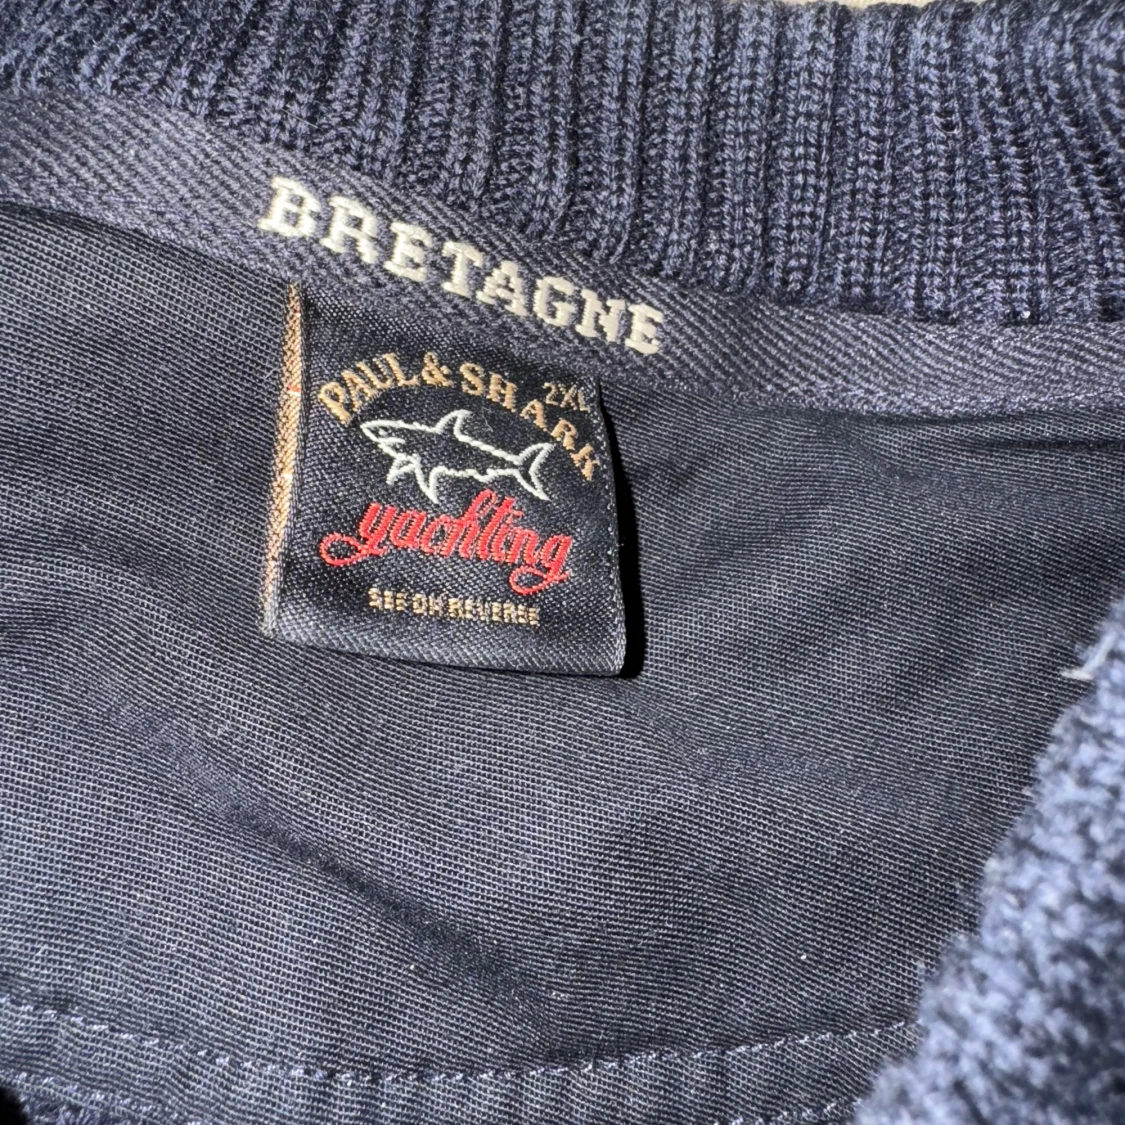 BRETAGNE
PAUL & SHARK
2XL
yachting
SEE ON REVERSE